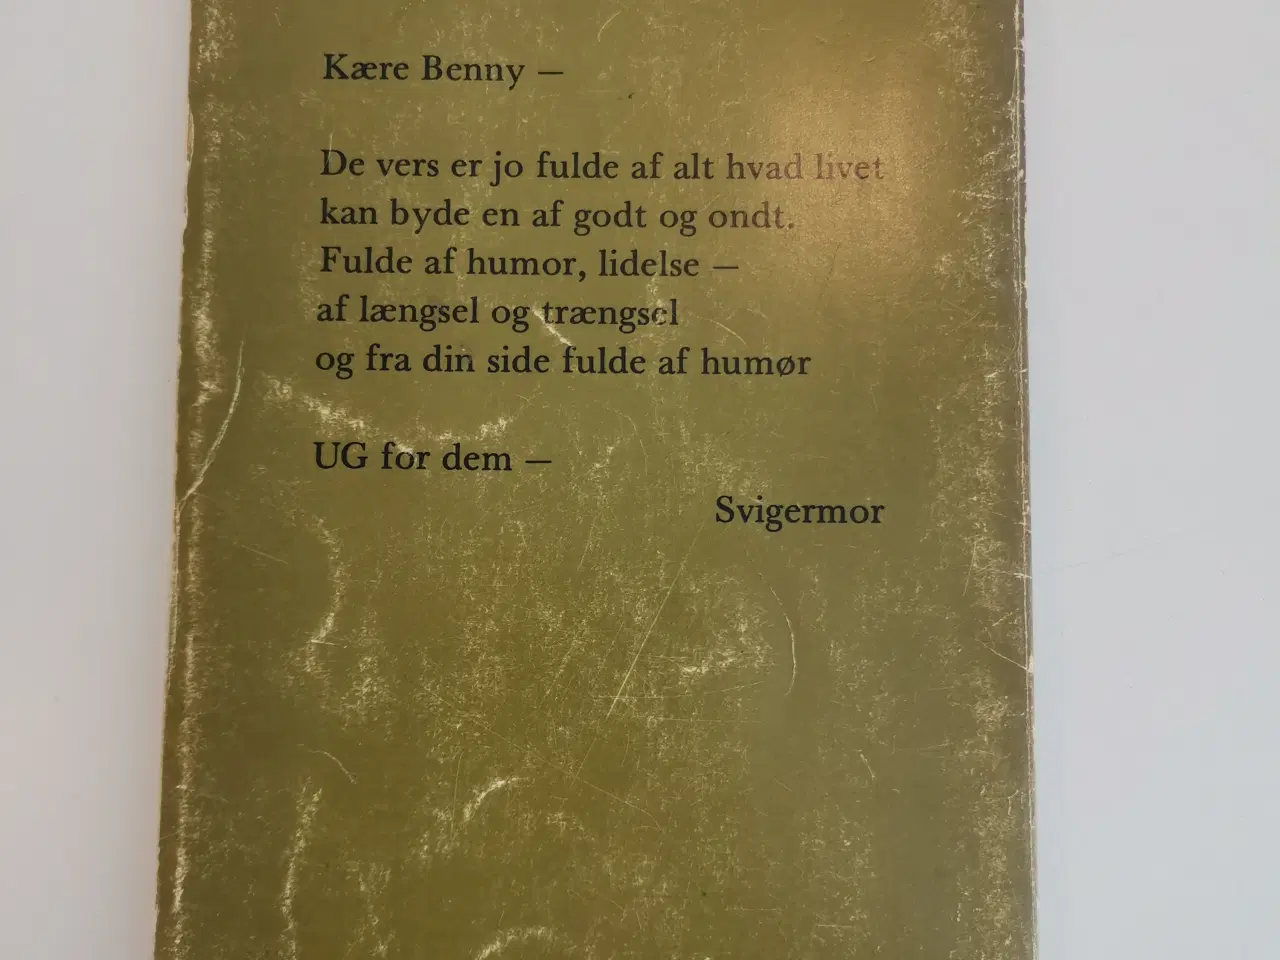 Kære Benny —
De vers er jo fulde af alt hvad livet
kan byde en af godt og ondt.
Fulde af humor, lidelse —
af længsel og trængsel
og fra din side fulde af humør
UG for dem —
Svigermor